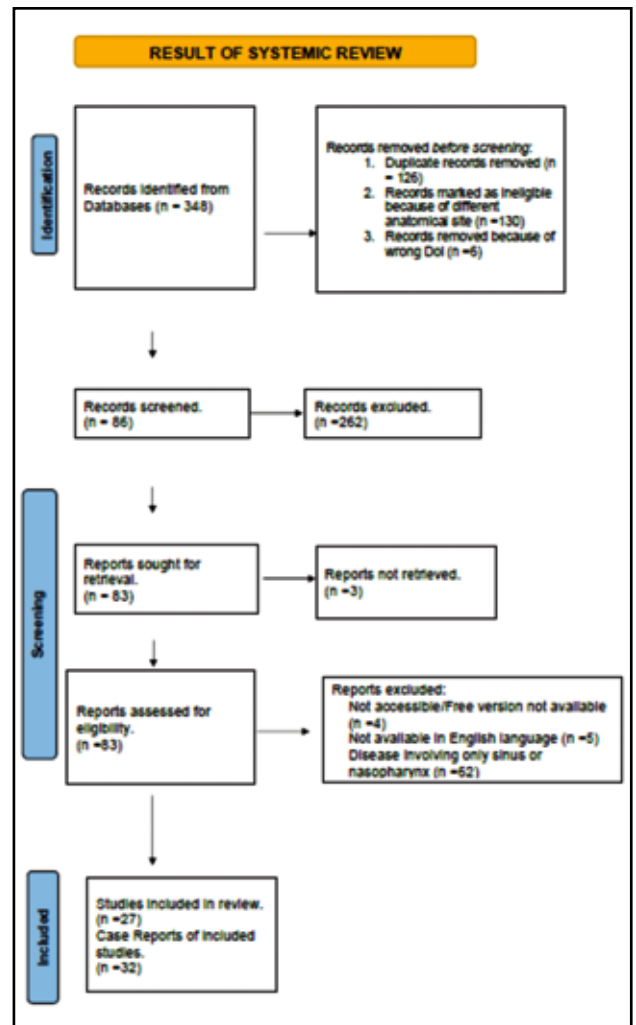 RESULT OF SYSTEMIC REVIEW
Identification
Records identified from
Databases (n = 348)
Records removed before screening:
1. Duplicate records removed (n
= 126)
2. Records marked as ineligible
because of different
anatomical site (n =130)
3. Records removed because of
wrong DoI (n =6)
Records screened.
(n = 86)
Records excluded.
(n =262)
Screening
Reports sought for
retrieval.
(n = 83)
Reports not retrieved.
(n =3)
Reports assessed for
eligibility.
(n =83)
Reports excluded:
Not accessible/Free version not available
(n =4)
Not available in English language (n =5)
Disease involving only sinus or
nasopharynx (n =62)
Included
Studies included in review.
(n =27)
Case Reports of included
studies.
(n =32)